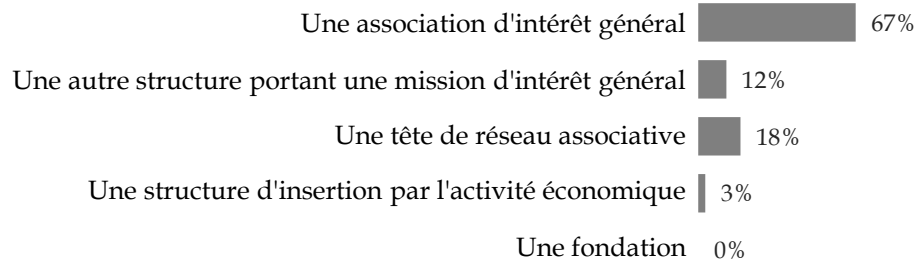 Une association d'intérêt général 67%
Une autre structure portant une mission d'intérêt général 12%
Une tête de réseau associative 18%
Une structure d'insertion par l'activité économique 3%
Une fondation 0%